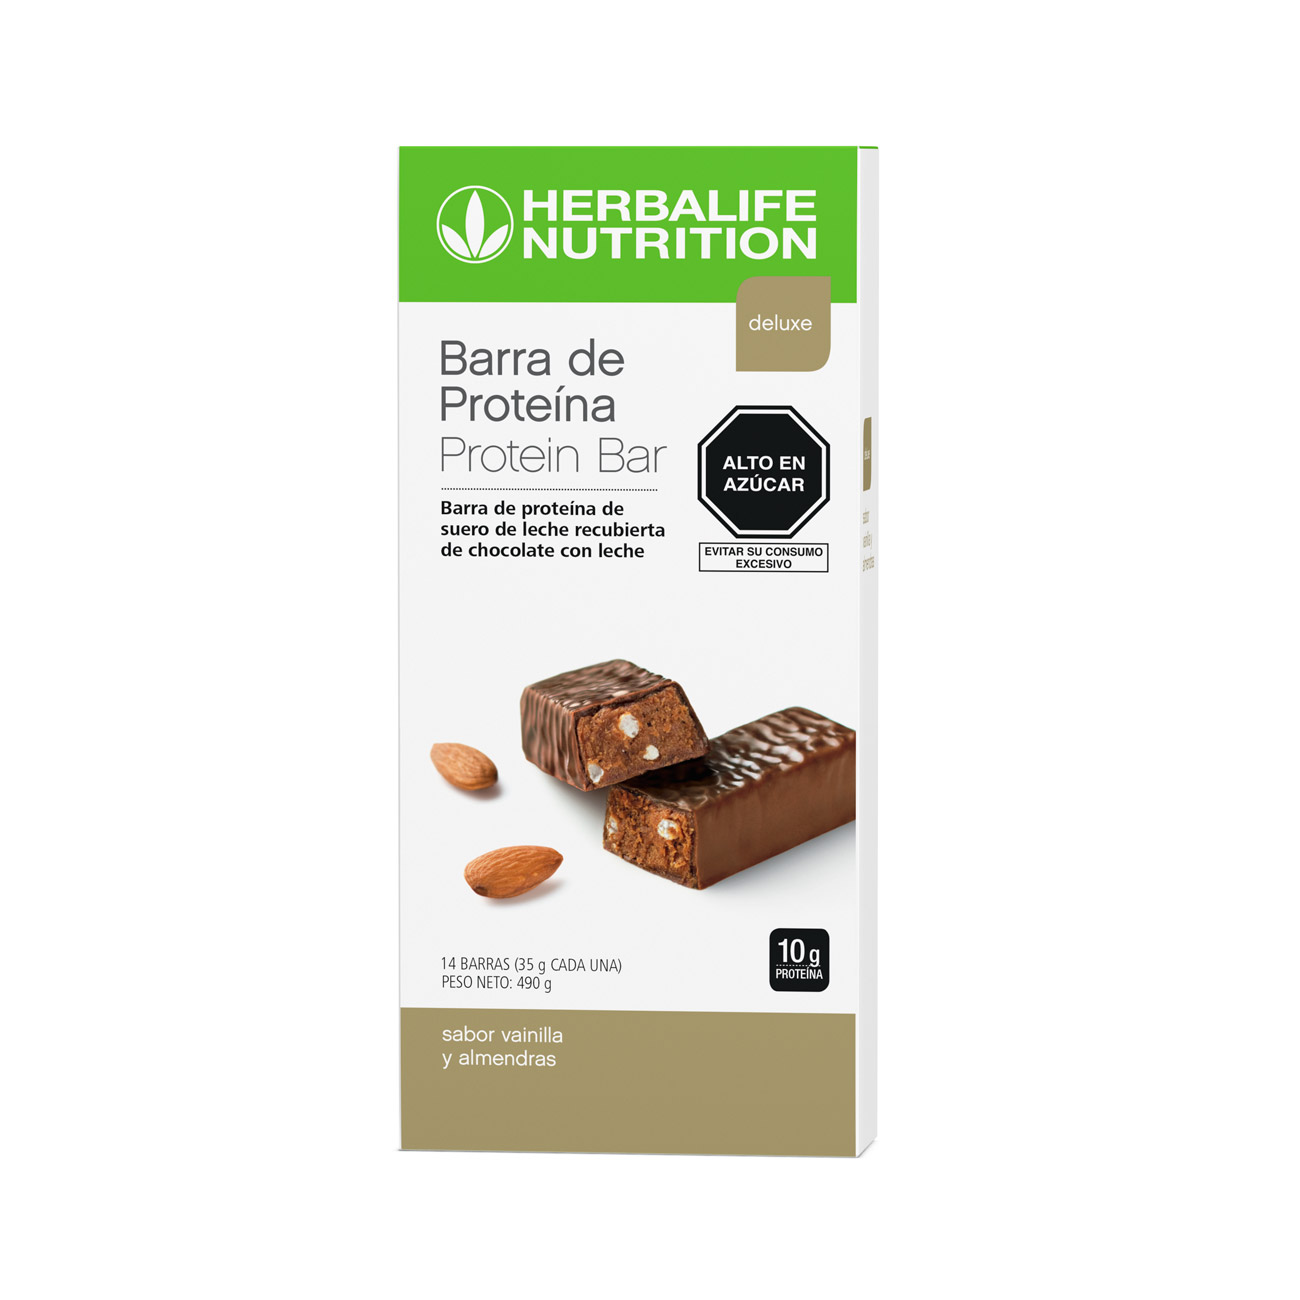 HERBALIFE
NUTRITION
deluxe
Barra de
Proteína
Protein Bar
Barra de proteína de
suero de leche recubierta
de chocolate con leche
ALTO EN
AZÚCAR
EVITAR SU CONSUMO
EXCESIVO
14 BARRAS (35 g CADA UNA)
PESO NETO: 490 g
10 g
PROTEÍNA
sabor vainilla
y almendras